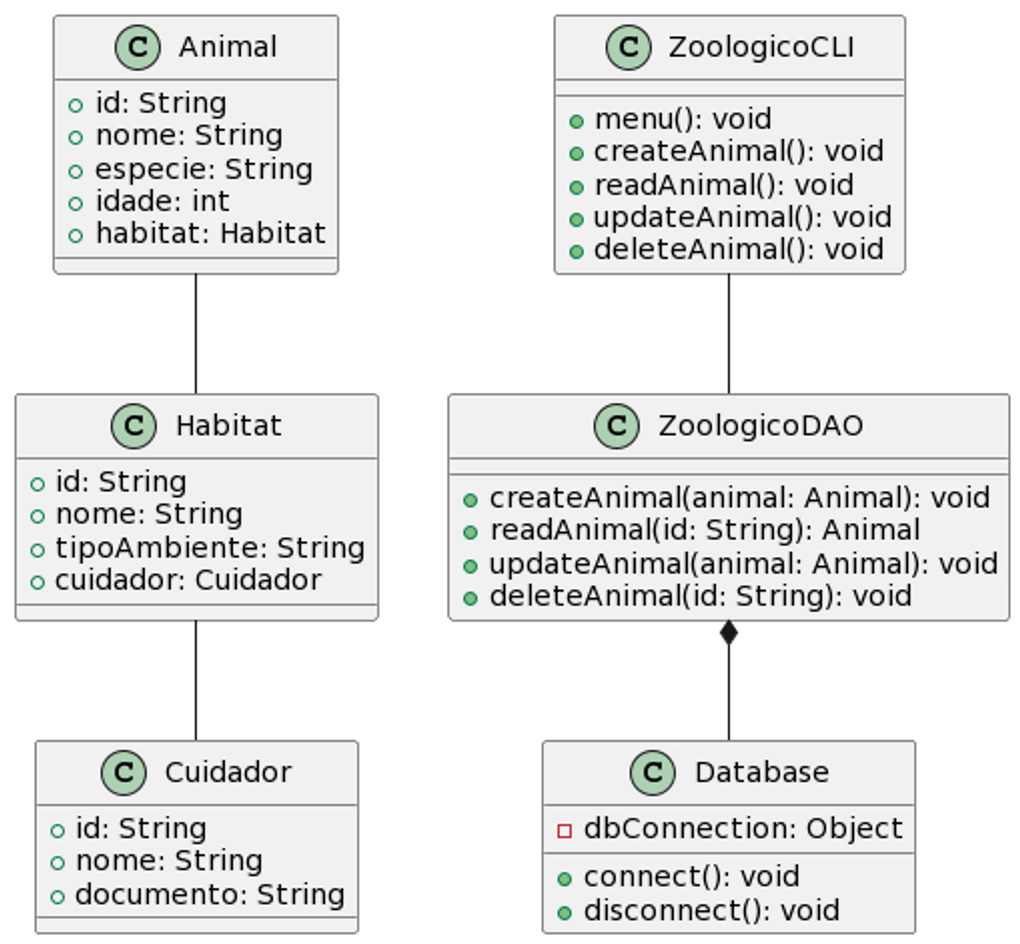 C Animal
id: String
nome: String
especie: String
idade: int
habitat: Habitat
C ZoologicoCLI
menu(): void
createAnimal(): void
readAnimal(): void
updateAnimal(): void
deleteAnimal(): void
C Habitat
id: String
nome: String
tipoAmbiente: String
cuidador: Cuidador
C ZoologicoDAO
createAnimal(animal: Animal): void
readAnimal(id: String): Animal
updateAnimal(animal: Animal): void
deleteAnimal(id: String): void
C Cuidador
id: String
nome: String
documento: String
C Database
dbConnection: Object
connect(): void
disconnect(): void